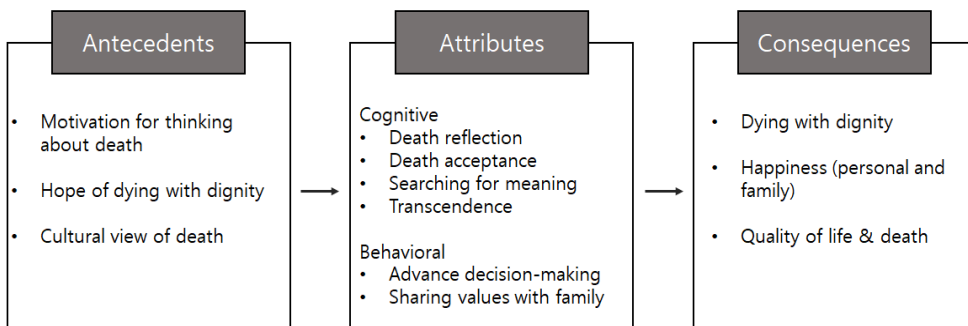 Antecedents
• Motivation for thinking
about death
• Hope of dying with dignity
• Cultural view of death
Attributes
Cognitive
• Death reflection
• Death acceptance
• Searching for meaning
• Transcendence
Behavioral
• Advance decision-making
• Sharing values with family
Consequences
• Dying with dignity
• Happiness (personal and
family)
• Quality of life & death